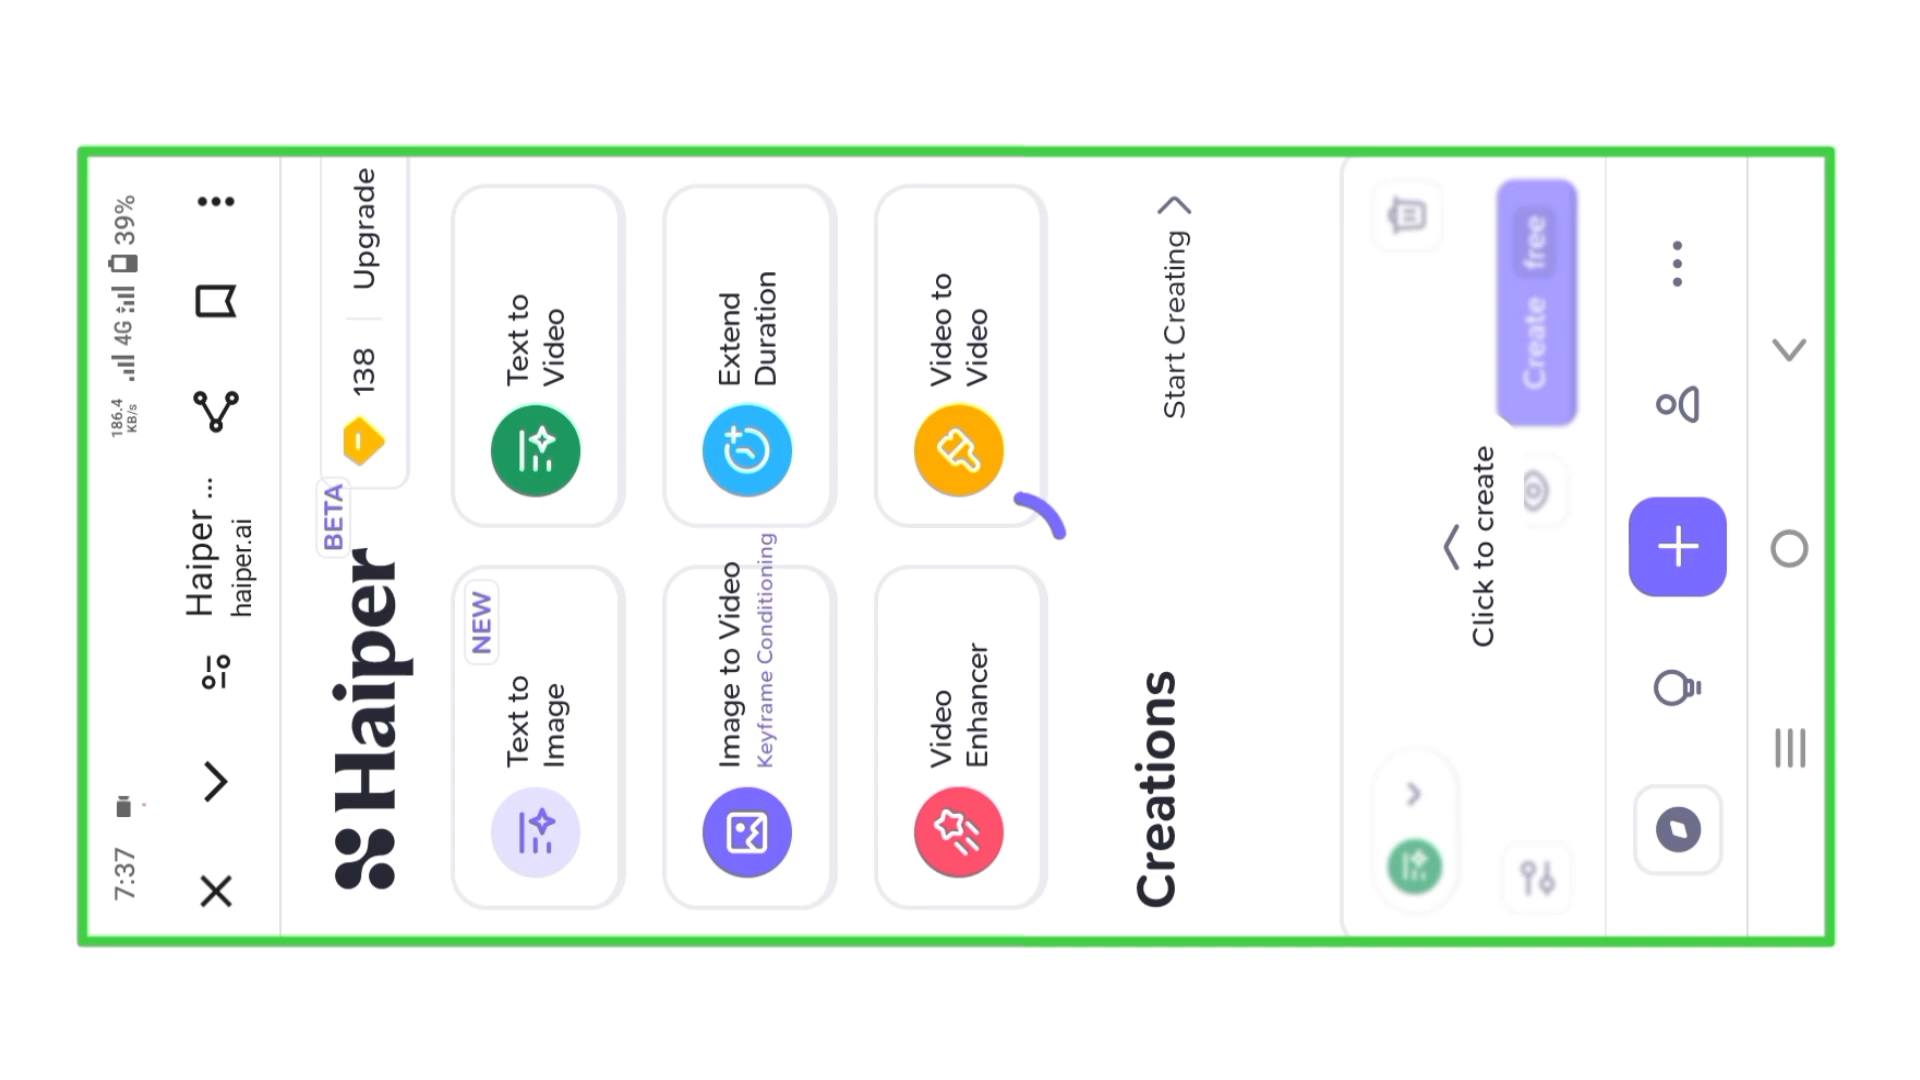 7:37
186.4
KB/s
4G
39%
Haiper ...
haiper.ai
Haiper
BETA
138
Upgrade
Text to
Image
NEW
Text to
Video
Image to Video
Keyframe Conditioning
Extend
Duration
Video
Enhancer
Video to
Video
Creations
Start Creating
Click to create
Create free